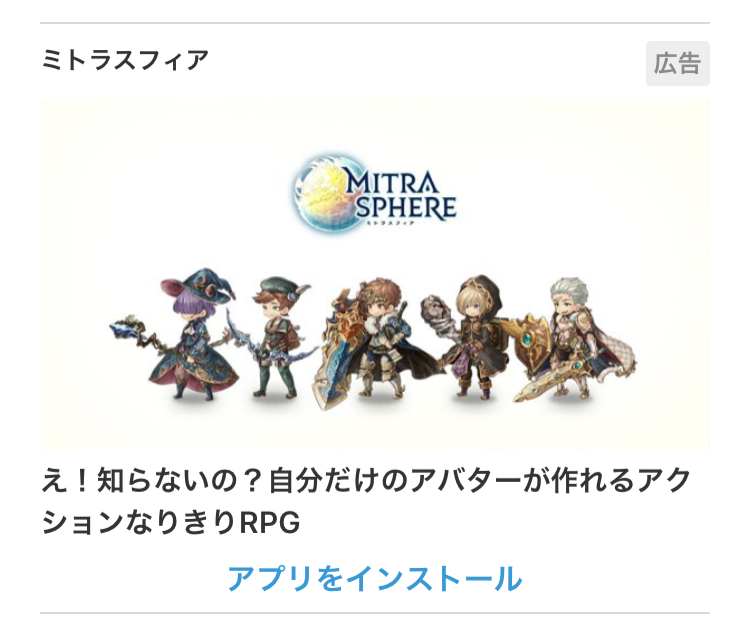 ミトラスフィア
広告
MITRA
SPHERE
ミトラスフィア
え！知らないの？自分だけのアバターが作れるアク
ションなりきりRPG
アプリをインストール